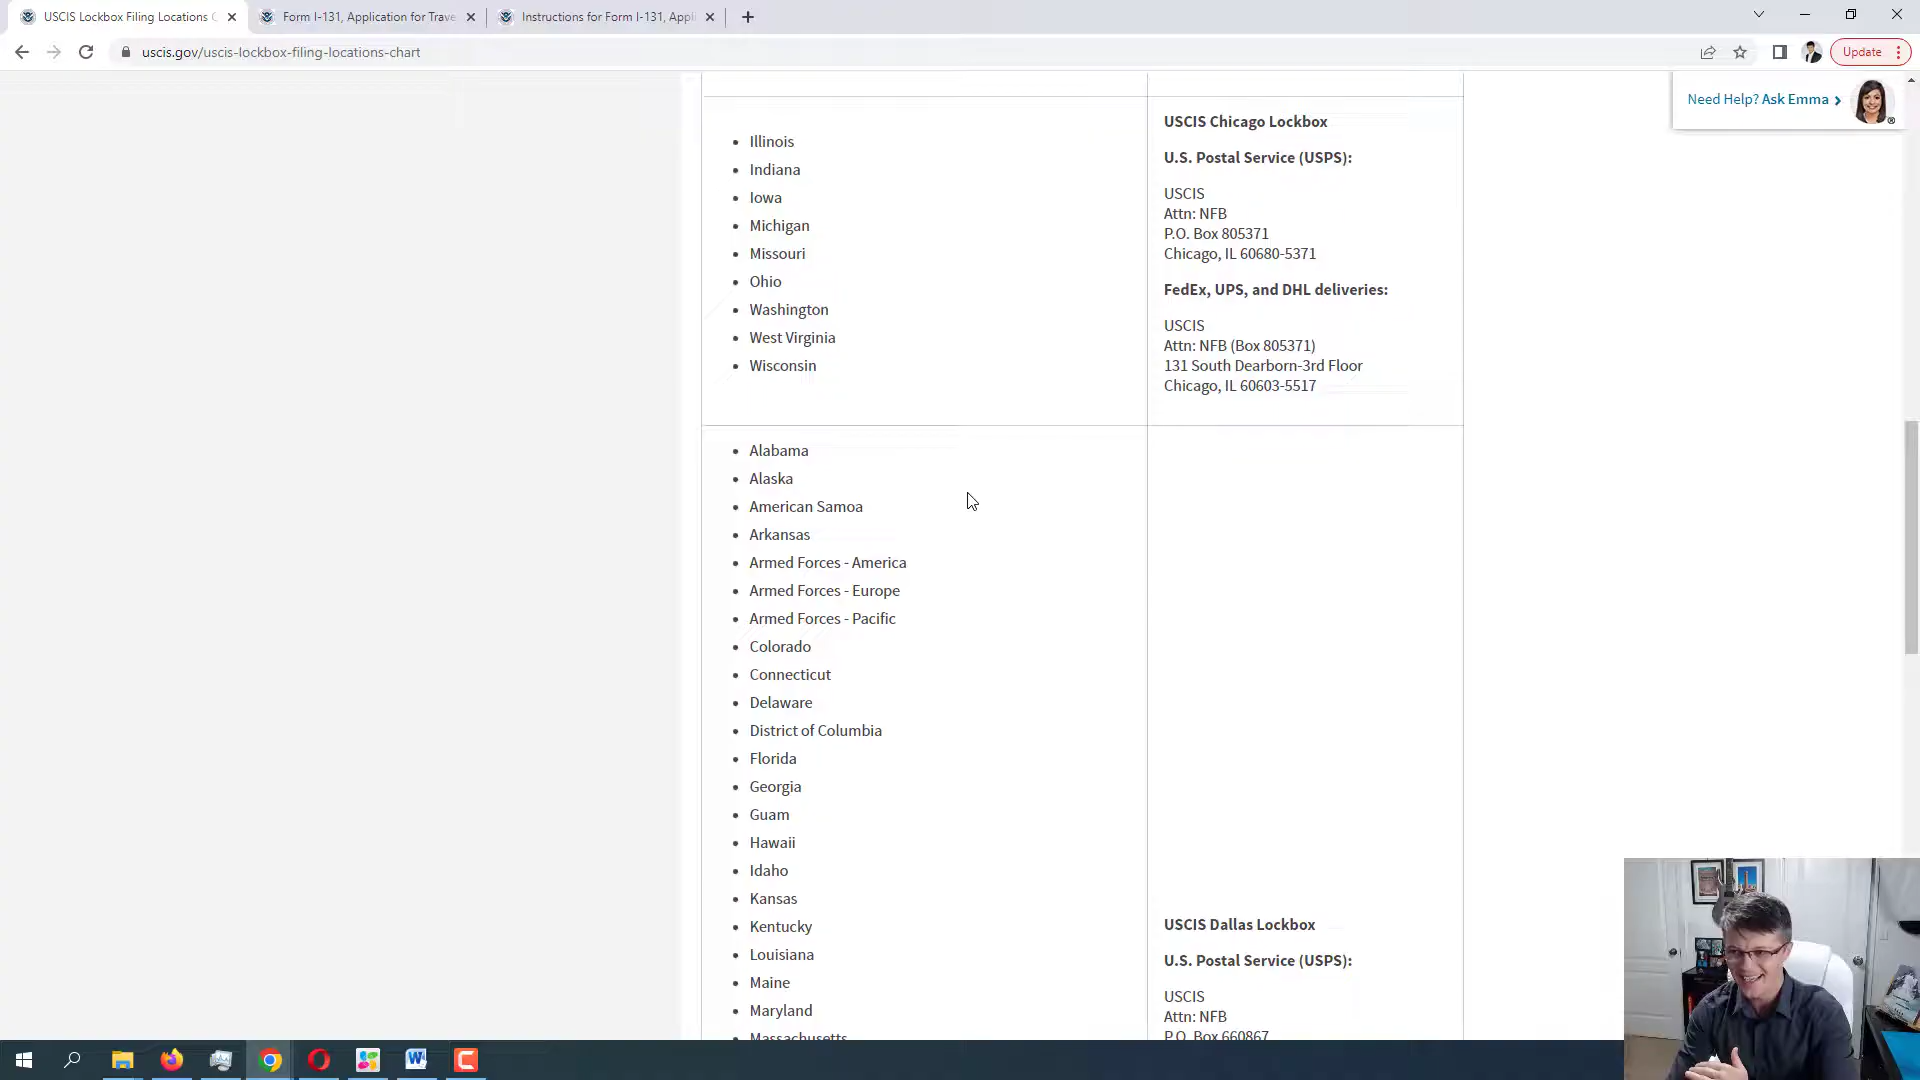 USCIS Lockbox Filing Locations C
Form I-131, Application for Trave
Instructions for Form I-131, Appli
uscis.gov/uscis-lockbox-filing-locations-chart
Update
Need Help? Ask Emma
Illinois
Indiana
Iowa
Michigan
Missouri
Ohio
Washington
West Virginia
Wisconsin
USCIS Chicago Lockbox
U.S. Postal Service (USPS):
USCIS
Attn: NFB
P.O. Box 805371
Chicago, IL 60680-5371
FedEx, UPS, and DHL deliveries:
USCIS
Attn: NFB (Box 805371)
131 South Dearborn-3rd Floor
Chicago, IL 60603-5517
Alabama
Alaska
American Samoa
Arkansas
Armed Forces - America
Armed Forces - Europe
Armed Forces - Pacific
Colorado
Connecticut
Delaware
District of Columbia
Florida
Georgia
Guam
Hawaii
Idaho
Kansas
Kentucky
Louisiana
Maine
Maryland
Massachusetts
USCIS Dallas Lockbox
U.S. Postal Service (USPS):
USCIS
Attn: NFB
P.O. Box 660867